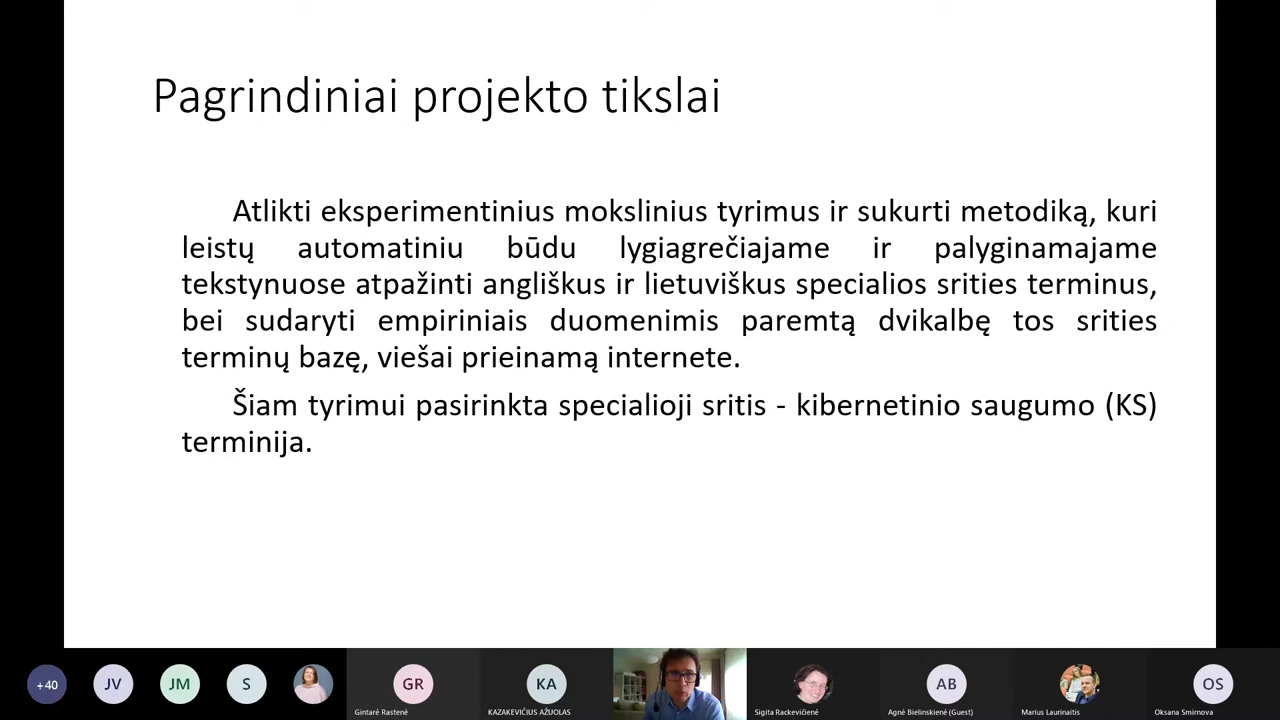 Pagrindiniai projekto tikslai
Atlikti eksperimentinius mokslinius tyrimus ir sukurti metodiką, kuri
leistų automatiniu būdu lygiagrečiajame ir palyginamajame
tekstynuose atpažinti angliškus ir lietuviškus specialios srities terminus,
bei sudaryti empiriniais duomenimis paremtą dvikalbę tos srities
terminų bazę, viešai prieinamą internete.
Šiam tyrimui pasirinkta specialioji sritis - kibernetinio saugumo (KS)
terminija.
+40 JV JM S GR KA AB OS
Gintarė Rastenė KAZAKEVIČIUS AŽUOLAS Sigita Rackevičienė Agnė Bielinskienė (Guest) Marius Laurinaitis Oksana Smirnova